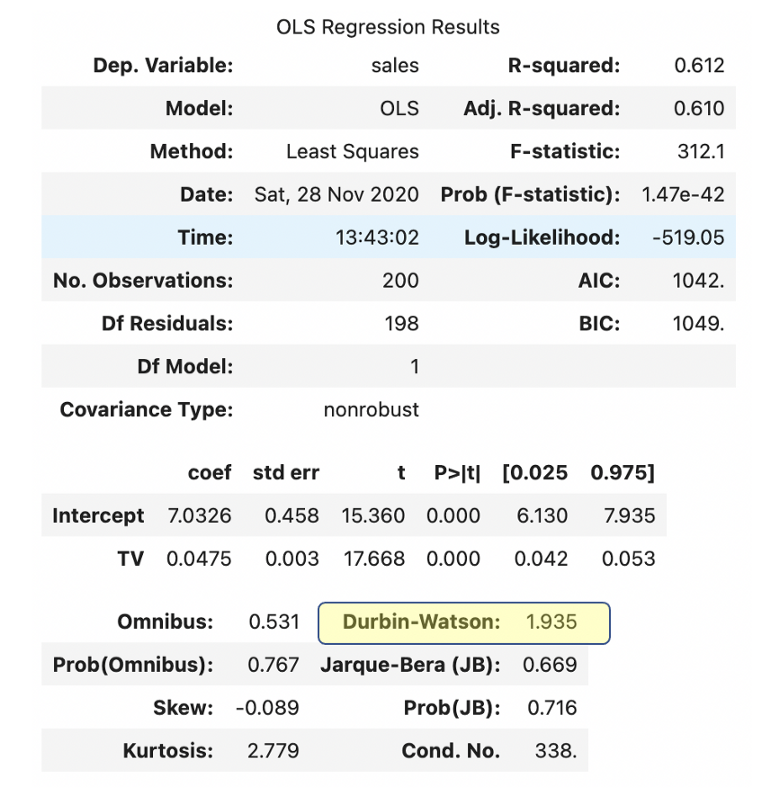 OLS Regression Results
Dep. Variable: sales R-squared: 0.612
Model: OLS Adj. R-squared: 0.610
Method: Least Squares F-statistic: 312.1
Date: Sat, 28 Nov 2020 Prob (F-statistic): 1.47e-42
Time: 13:43:02 Log-Likelihood: -519.05
No. Observations: 200 AIC: 1042.
Df Residuals: 198 BIC: 1049.
Df Model: 1
Covariance Type: nonrobust
coef std err t P>|t| [0.025 0.975]
Intercept 7.0326 0.458 15.360 0.000 6.130 7.935
TV 0.0475 0.003 17.668 0.000 0.042 0.053
Omnibus: 0.531 Durbin-Watson: 1.935
Prob(Omnibus): 0.767 Jarque-Bera (JB): 0.669
Skew: -0.089 Prob(JB): 0.716
Kurtosis: 2.779 Cond. No. 338.